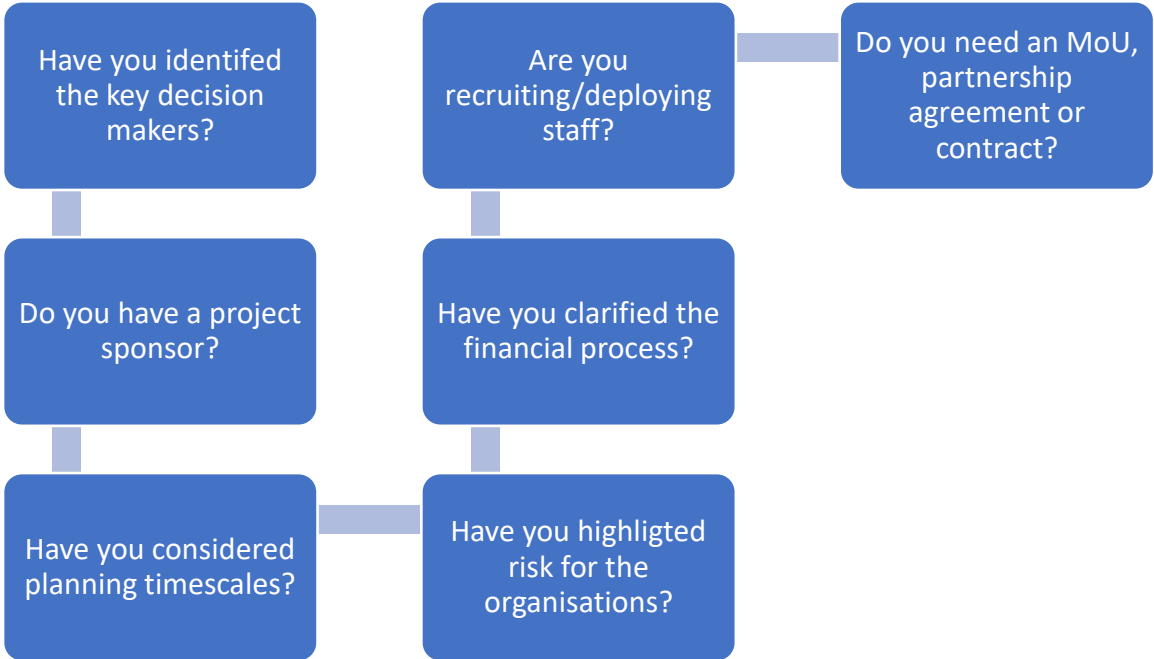 Have you identifed
the key decision
makers?
Do you have a project
sponsor?
Have you considered
planning timescales?
Have you highligted
risk for the
organisations?
Have you clarified the
financial process?
Are you
recruiting/deploying
staff?
Do you need an MoU,
partnership
agreement or
contract?